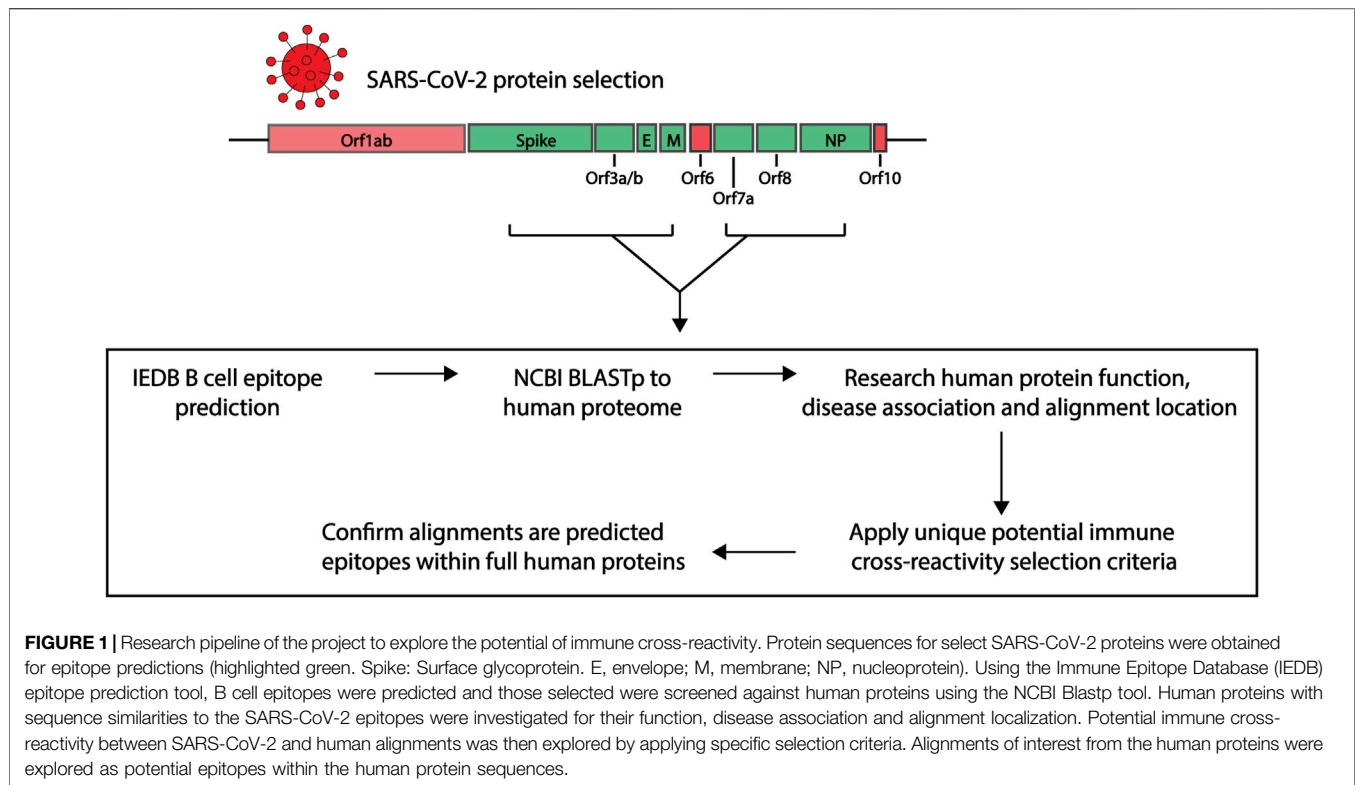 SARS-CoV-2 protein selection
Orf1ab Spike E M NP
Orf3a/b Orf6 Orf7a Orf8 Orf10
IEDB B cell epitope
prediction
NCBI BLASTp to
human proteome
Research human protein function,
disease association and alignment location
Apply unique potential immune
cross-reactivity selection criteria
Confirm alignments are predicted
epitopes within full human proteins
FIGURE 1 | Research pipeline of the project to explore the potential of immune cross-reactivity. Protein sequences for select SARS-CoV-2 proteins were obtained
for epitope predictions (highlighted green. Spike: Surface glycoprotein. E, envelope; M, membrane; NP, nucleoprotein). Using the Immune Epitope Database (IEDB)
epitope prediction tool, B cell epitopes were predicted and those selected were screened against human proteins using the NCBI Blastp tool. Human proteins with
sequence similarities to the SARS-CoV-2 epitopes were investigated for their function, disease association and alignment localization. Potential immune cross-
reactivity between SARS-CoV-2 and human alignments was then explored by applying specific selection criteria. Alignments of interest from the human proteins were
explored as potential epitopes within the human protein sequences.